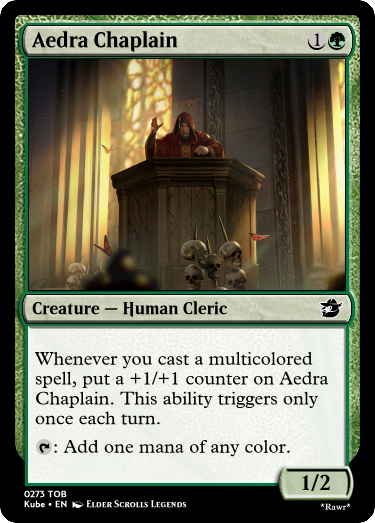 Aedra Chaplain 1
Creature — Human Cleric
Whenever you cast a multicolored
spell, put a +1/+1 counter on Aedra
Chaplain. This ability triggers only
once each turn.
: Add one mana of any color.
1/2
0273 TOB
Kube • EN Elder Scrolls Legends
*Rawr*